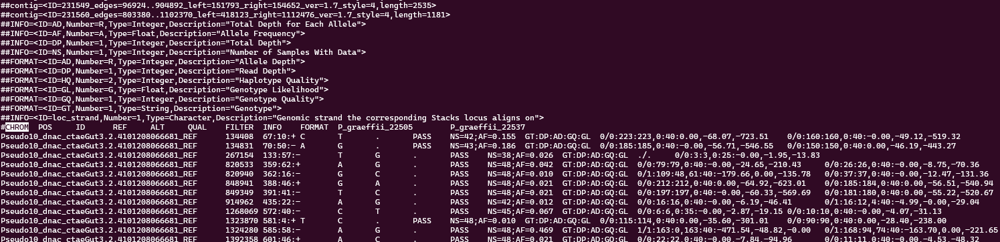 ##contig=<ID=231549_edges=96924..904892_left=151793_right=154652_ver=1.7_style=4,length=2535>
##contig=<ID=231560_edges=803380..1102370_left=418123_right=1112476_ver=1.7_style=4,length=1181>
##INFO=<ID=AD,Number=R,Type=Integer,Description="Total Depth for Each Allele">
##INFO=<ID=AF,Number=A,Type=Float,Description="Allele Frequency">
##INFO=<ID=DP,Number=1,Type=Integer,Description="Total Depth">
##INFO=<ID=NS,Number=1,Type=Integer,Description="Number of Samples With Data">
##FORMAT=<ID=AD,Number=R,Type=Integer,Description="Allele Depth">
##FORMAT=<ID=DP,Number=1,Type=Integer,Description="Read Depth">
##FORMAT=<ID=HQ,Number=2,Type=Integer,Description="Haplotype Quality">
##FORMAT=<ID=GL,Number=G,Type=Float,Description="Genotype Likelihood">
##FORMAT=<ID=GQ,Number=1,Type=Integer,Description="Genotype Quality">
##FORMAT=<ID=GT,Number=1,Type=String,Description="Genotype">
##INFO=<ID=loc_strand,Number=1,Type=Character,Description="Genomic strand the corresponding Stacks locus aligns on">
#CHROM POS ID REF ALT QUAL FILTER INFO FORMAT P_graeffii_22505 P_graeffii_22537
Pseudo10_dnac_ctaeGut3.2.4101208066681_REF 134408 67:10:+ C T . PASS NS=42;AF=0.155 GT:DP:AD:GQ:GL 0/0:223:223,0:40:0.00,-68.07,-723.51 0/0:160:160,0:40:-0.00,-49.12,-519.32
Pseudo10_dnac_ctaeGut3.2.4101208066681_REF 134831 70:50:- A G . PASS NS=43;AF=0.186 GT:DP:AD:GQ:GL 0/0:185:185,0:40:-0.00,-56.71,-546.55 0/0:150:150,0:40:-0.00,-46.19,-443.27
Pseudo10_dnac_ctaeGut3.2.4101208066681_REF 267154 133:57:- T G . PASS NS=38;AF=0.026 GT:DP:AD:GQ:GL ./. 0/0:3:3,0:25:-0.00,-1.95,-13.83
Pseudo10_dnac_ctaeGut3.2.4101208066681_REF 820533 359:62:+ A G . PASS NS=48;AF=0.042 GT:DP:AD:GQ:GL 0/0:79:79,0:40:-0.00,-24.65,-210.43 0/0:26:26,0:40:-0.00,-8.75,-70.36
Pseudo10_dnac_ctaeGut3.2.4101208066681_REF 820940 362:16:- G C . PASS NS=48;AF=0.010 GT:DP:AD:GQ:GL 0/1:109:48,61:40:-179.66,0.00,-135.78 0/0:37:37,0:40:-0.00,-12.47,-131.36
Pseudo10_dnac_ctaeGut3.2.4101208066681_REF 848941 388:46:+ G A . PASS NS=48;AF=0.021 GT:DP:AD:GQ:GL 0/0:212:212,0:40:0.00,-64.92,-623.01 0/0:185:184,0:40:0.00,-56.51,-540.94
Pseudo10_dnac_ctaeGut3.2.4101208066681_REF 849349 391:41:- T C . PASS NS=48;AF=0.021 GT:DP:AD:GQ:GL 0/0:197:197,0:40:-0.00,-60.33,-569.69 0/0:181:180,0:40:0.00,-55.22,-520.67
Pseudo10_dnac_ctaeGut3.2.4101208066681_REF 914962 435:22:- A G . PASS NS=42;AF=0.012 GT:DP:AD:GQ:GL 0/0:16:16,0:40:-0.00,-6.19,-46.41 0/1:16:12,4:40:-4.99,-0.00,-29.04
Pseudo10_dnac_ctaeGut3.2.4101208066681_REF 1268069 572:40:- C T . PASS NS=45;AF=0.067 GT:DP:AD:GQ:GL 0/0:6:6,0:35:-0.00,-2.87,-19.15 0/0:10:10,0:40:-0.00,-4.07,-31.13
Pseudo10_dnac_ctaeGut3.2.4101208066681_REF 1323870 581:4:+ T C . PASS NS=48;AF=0.010 GT:DP:AD:GQ:GL 0/0:115:114,0:40:0.00,-35.60,-301.01 0/0:90:90,0:40:0.00,-28.40,-238.00
Pseudo10_dnac_ctaeGut3.2.4101208066681_REF 1324280 585:58:- A G . PASS NS=48;AF=0.469 GT:DP:AD:GQ:GL 1/1:163:0,163:40:-471.54,-48.82,-0.00 0/1:168:94,74:40:-163.70,0.00,-221.65
Pseudo10_dnac_ctaeGut3.2.4101208066681_REF 1392358 601:46:+ A C . PASS NS=48;AF=0.021 GT:DP:AD:GQ:GL 0/0:22:22,0:40:-0.00,-7.84,-94.96 0/0:11:11,0:40:-0.00,-4.53,-48.32